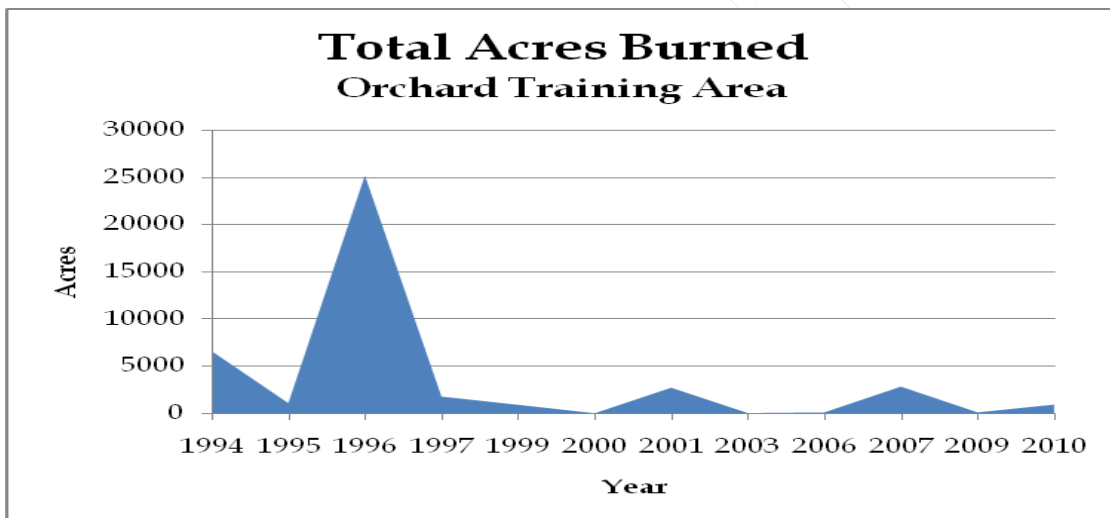 Total Acres Burned
Orchard Training Area
30000
25000
20000
15000
10000
5000
0
Acres
1994 1995 1996 1997 1999 2000 2001 2003 2006 2007 2009 2010
Year